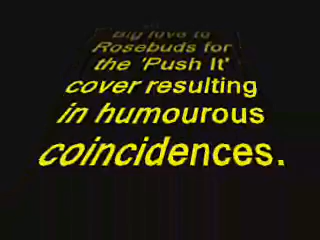 Big love to
Rosebuds for
the 'Push It'
cover resulting
in humourous
coincidences.